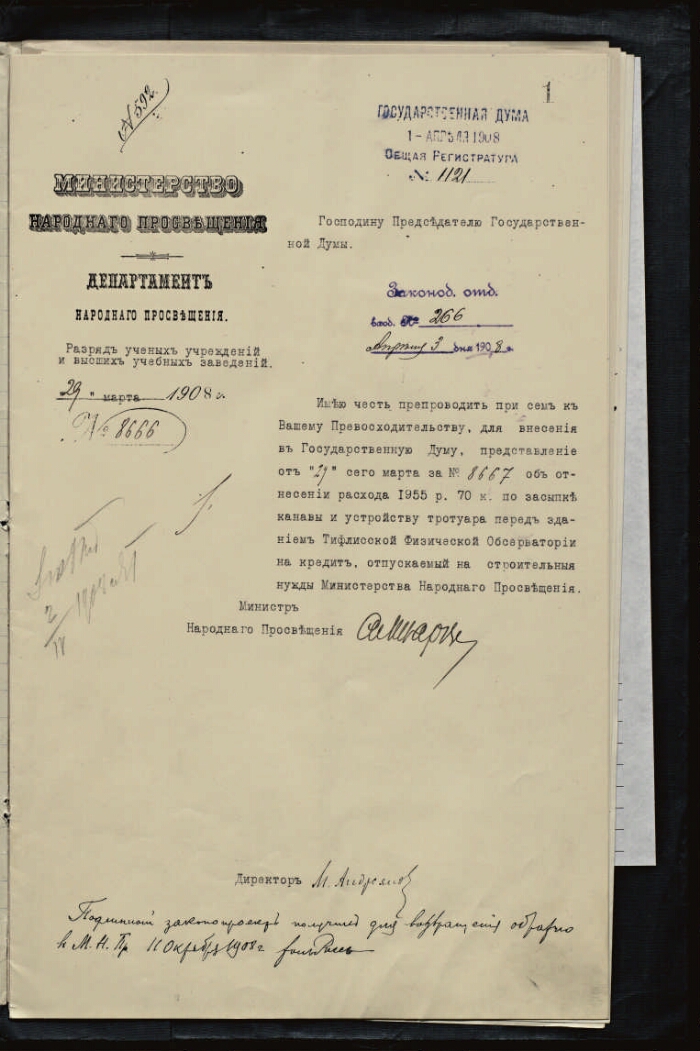 № 592.
1
ГОСУДАРСТВЕННАЯ ДУМА
1 - АПРѢЛЯ 1908
ОБЩАЯ РЕГИСТРАТУРА
№ 1121
МИНИСТЕРСТВО
НАРОДНАГО ПРОСВѢЩЕНІЯ
ДЕПАРТАМЕНТЪ
НАРОДНАГО ПРОСВѢЩЕНІЯ.
Разрядъ ученыхъ учрежденій
и высшихъ учебныхъ заведеній.
29 " марта 1908 г.
№ 8666
Господину Предсѣдателю Государствен-
ной Думы.
Законод. отд.
вход. № 266
Апрѣля 3 дня 1908 г.
Имѣю честь препроводить при семъ къ
Вашему Превосходительству, для внесенія
въ Государственную Думу, представленіе
отъ "29" сего марта за № 8667 объ от-
несеніи расхода 1955 р. 70 к. по засыпкѣ
канавы и устройству тротуара передъ зда-
ніемъ Тифлисской Физической Обсерваторіи
на кредитъ, отпускаемый на строительныя
нужды Министерства Народнаго Просвѣщенія.
Министръ
Народнаго Просвѣщенія
Директоръ
Подлинный законопроектъ получилъ для возвращенія обратно
в М. Н. Пр 11 Октября 1908 г